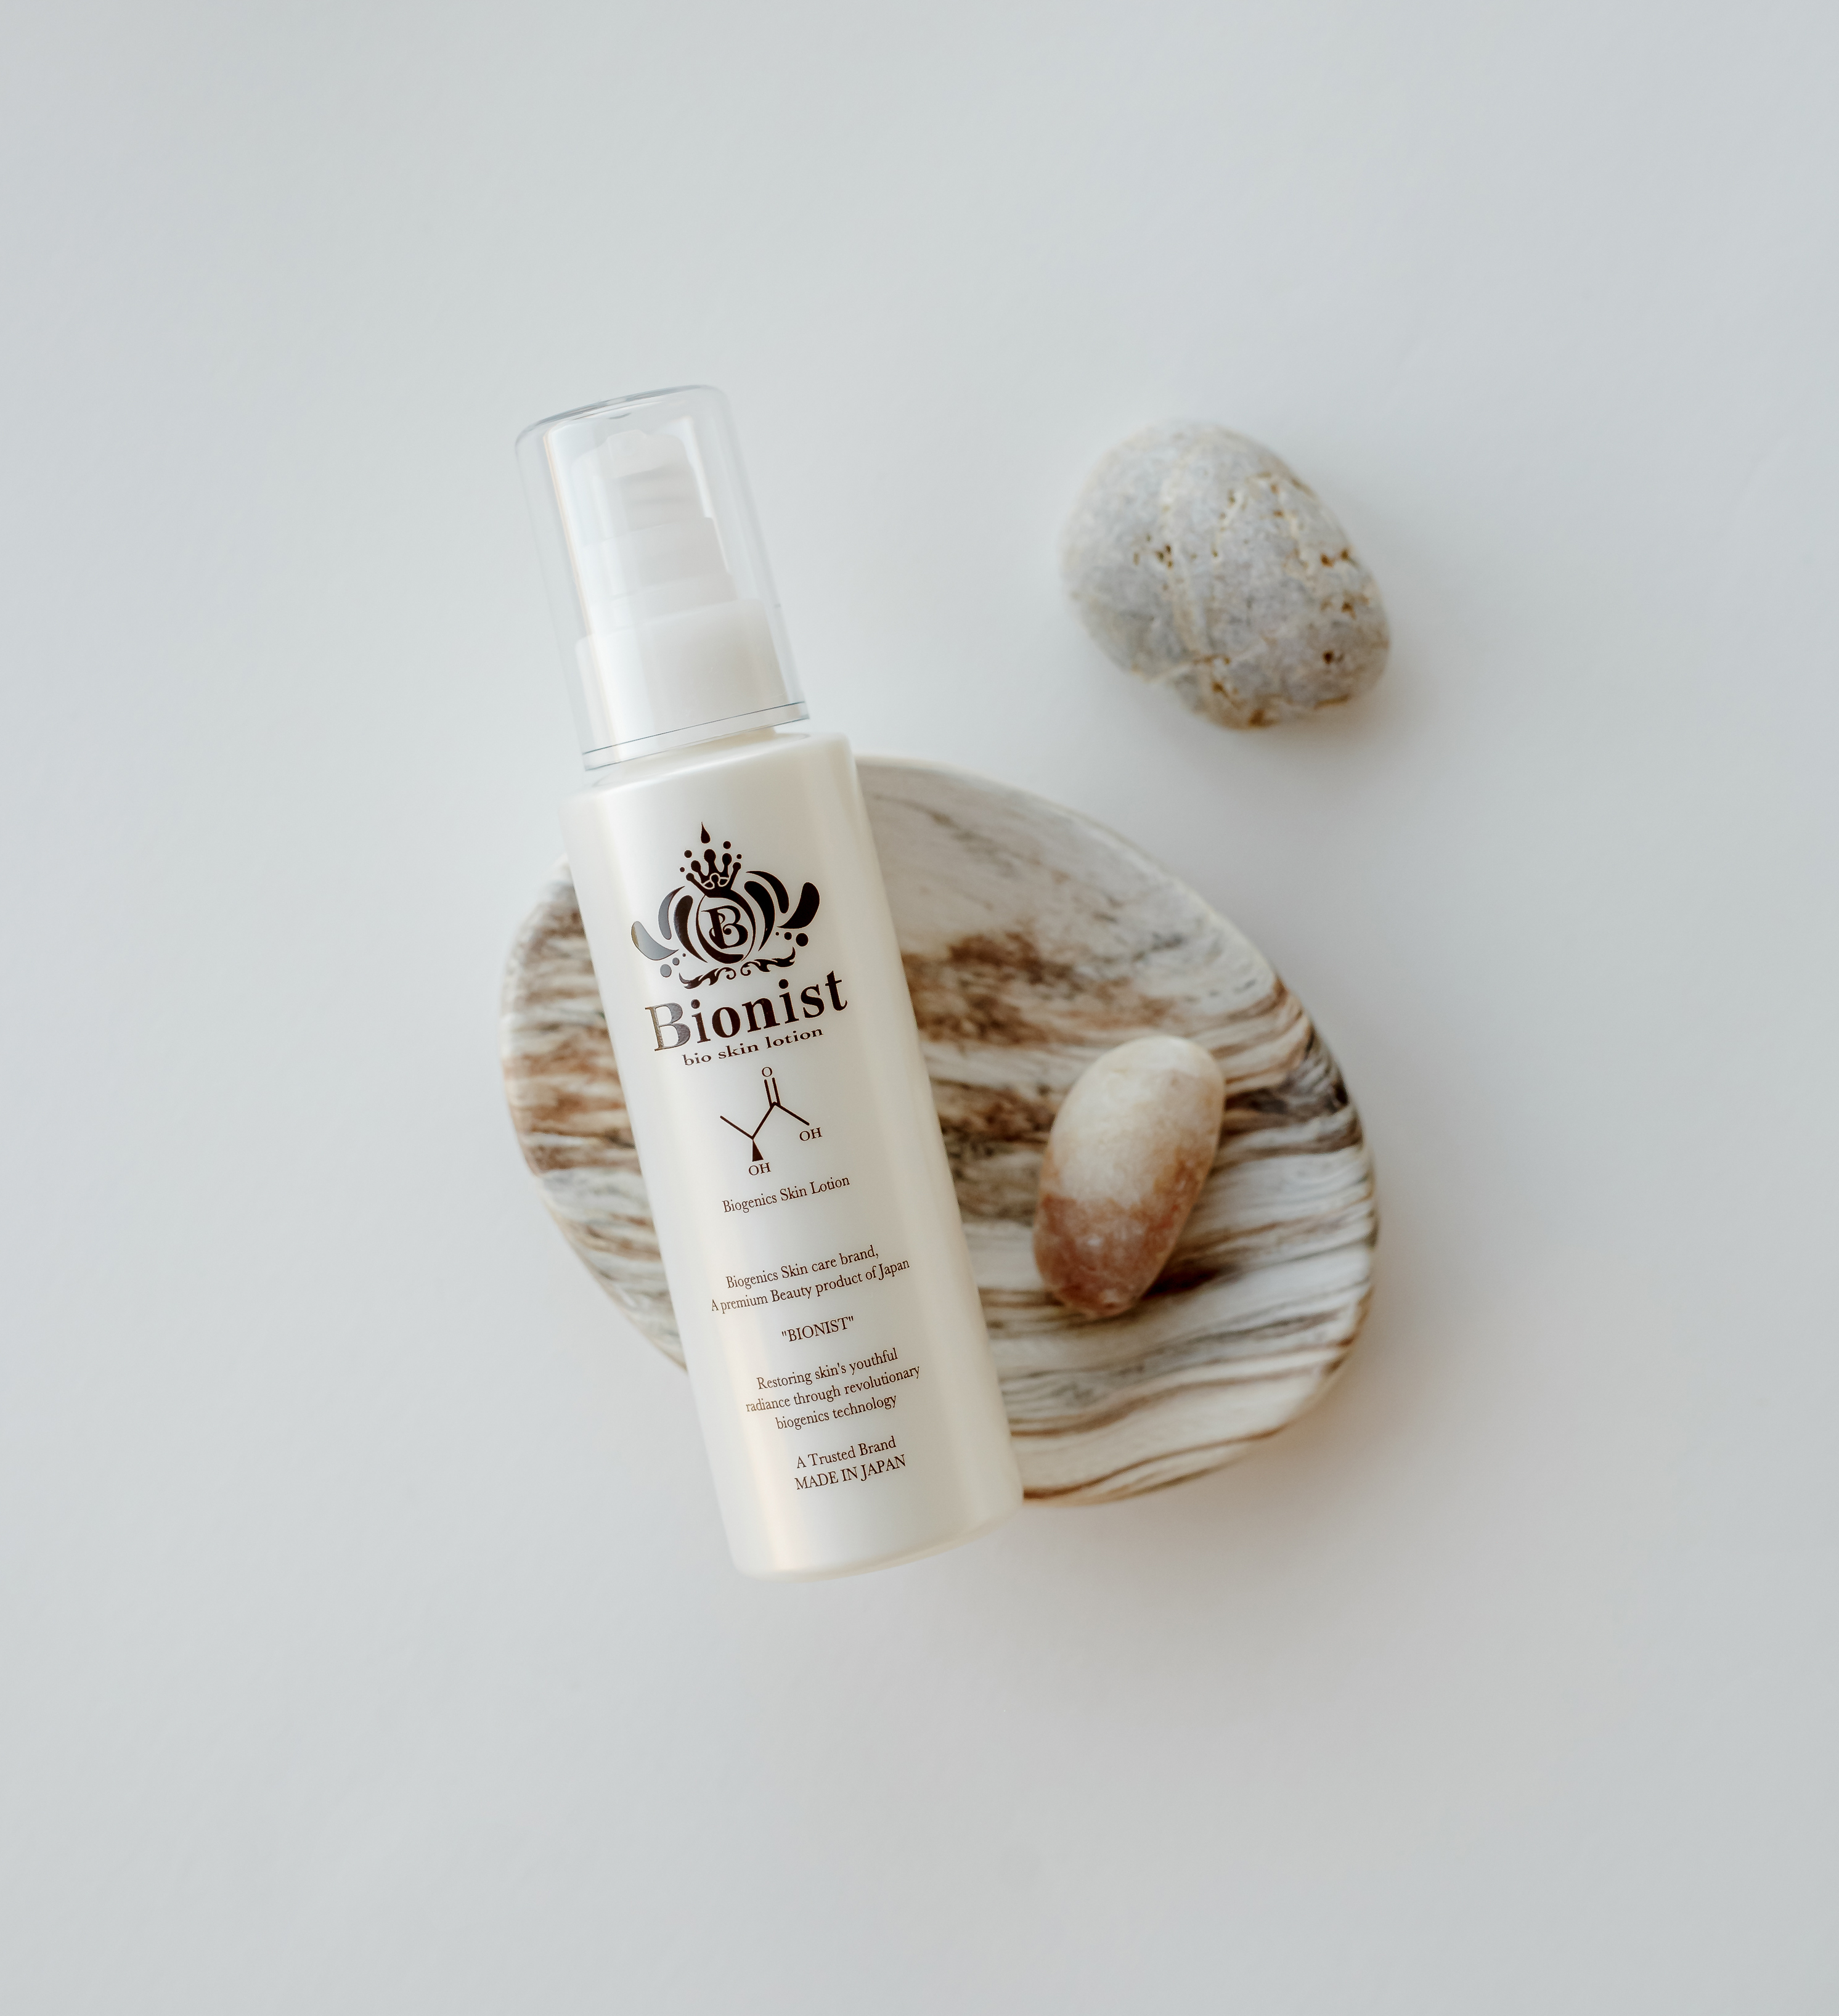 B
Bionist
bio skin lotion
O
OH
OH
Biogenics Skin Lotion
Biogenics Skin care brand,
A premium Beauty product of Japan
"BIONIST"
Restoring skin's youthful
radiance through revolutionary
biogenics technology
A Trusted Brand
MADE IN JAPAN